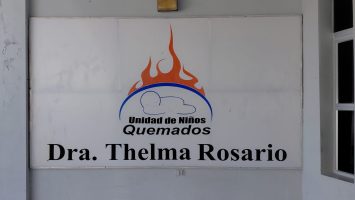 Unidad de Niños
Quemados
Dra. Thelma Rosario